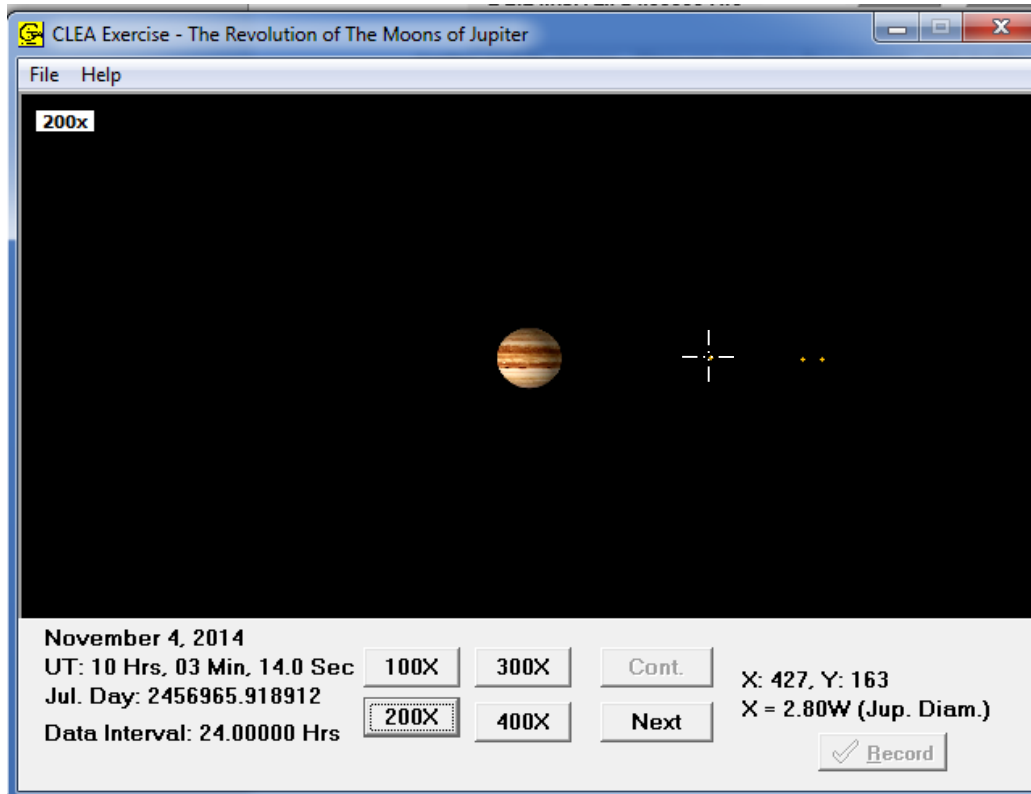 CLEA Exercise - The Revolution of The Moons of Jupiter
File Help
200x
November 4, 2014
UT: 10 Hrs, 03 Min, 14.0 Sec
Jul. Day: 2456965.918912
Data Interval: 24.00000 Hrs
100X 300X Cont.
200X 400X Next
X: 427, Y: 163
X = 2.80W (Jup. Diam.)
Record